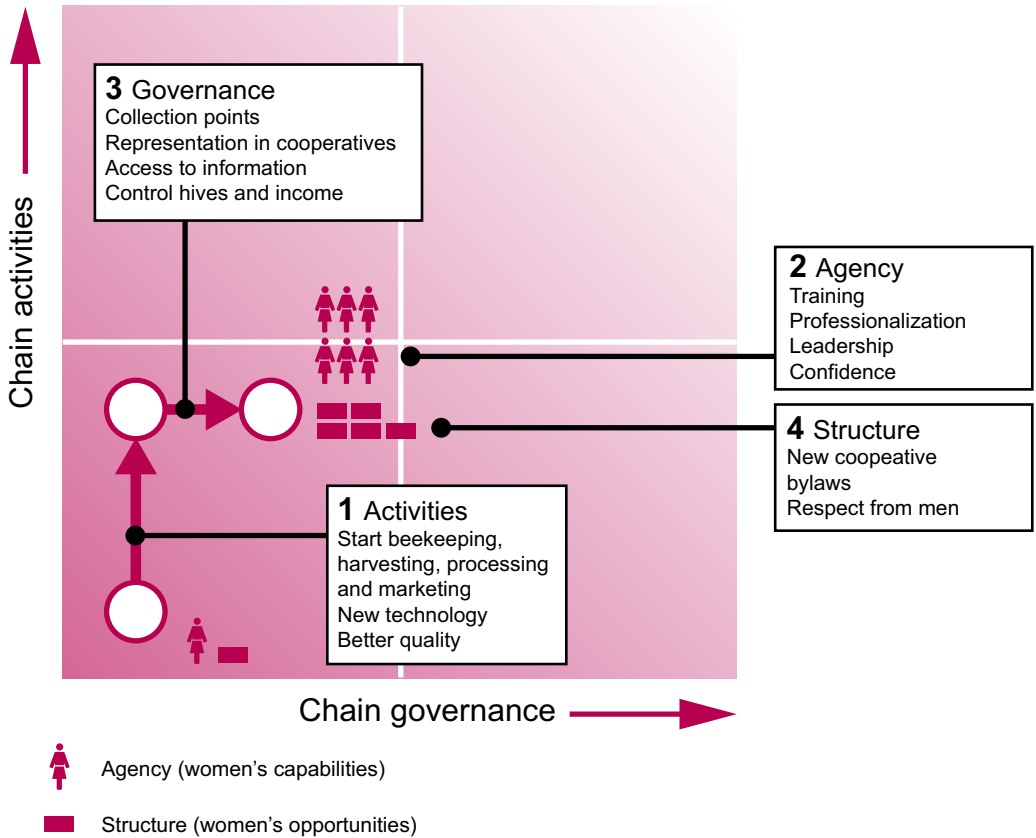 Chain activities
3 Governance
Collection points
Representation in cooperatives
Access to information
Control hives and income
2 Agency
Training
Professionalization
Leadership
Confidence
4 Structure
New coopeative
bylaws
Respect from men
1 Activities
Start beekeeping,
harvesting, processing
and marketing
New technology
Better quality
Chain governance
Agency (women’s capabilities)
Structure (women’s opportunities)